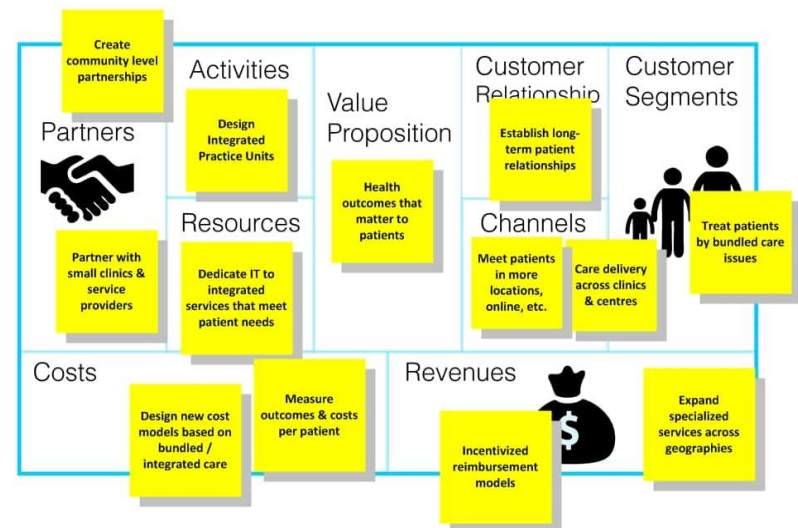 Create
community level
partnerships
Partners
Partner with
small clinics &
service
providers
Activities
Design
Integrated
Practice Units
Resources
Dedicate IT to
integrated
services that meet
patient needs
Value
Proposition
Health
outcomes that
matter to
patients
Customer
Relationship
Establish long-
term patient
relationships
Channels
Meet patients
in more
locations,
online, etc.
Care delivery
across clinics
& centres
Customer
Segments
Treat patients
by bundled care
issues
Costs
Design new cost
models based on
bundled /
integrated care
Measure
outcomes & costs
per patient
Revenues
Incentivized
reimbursement
models
$
Expand
specialized
services across
geographies